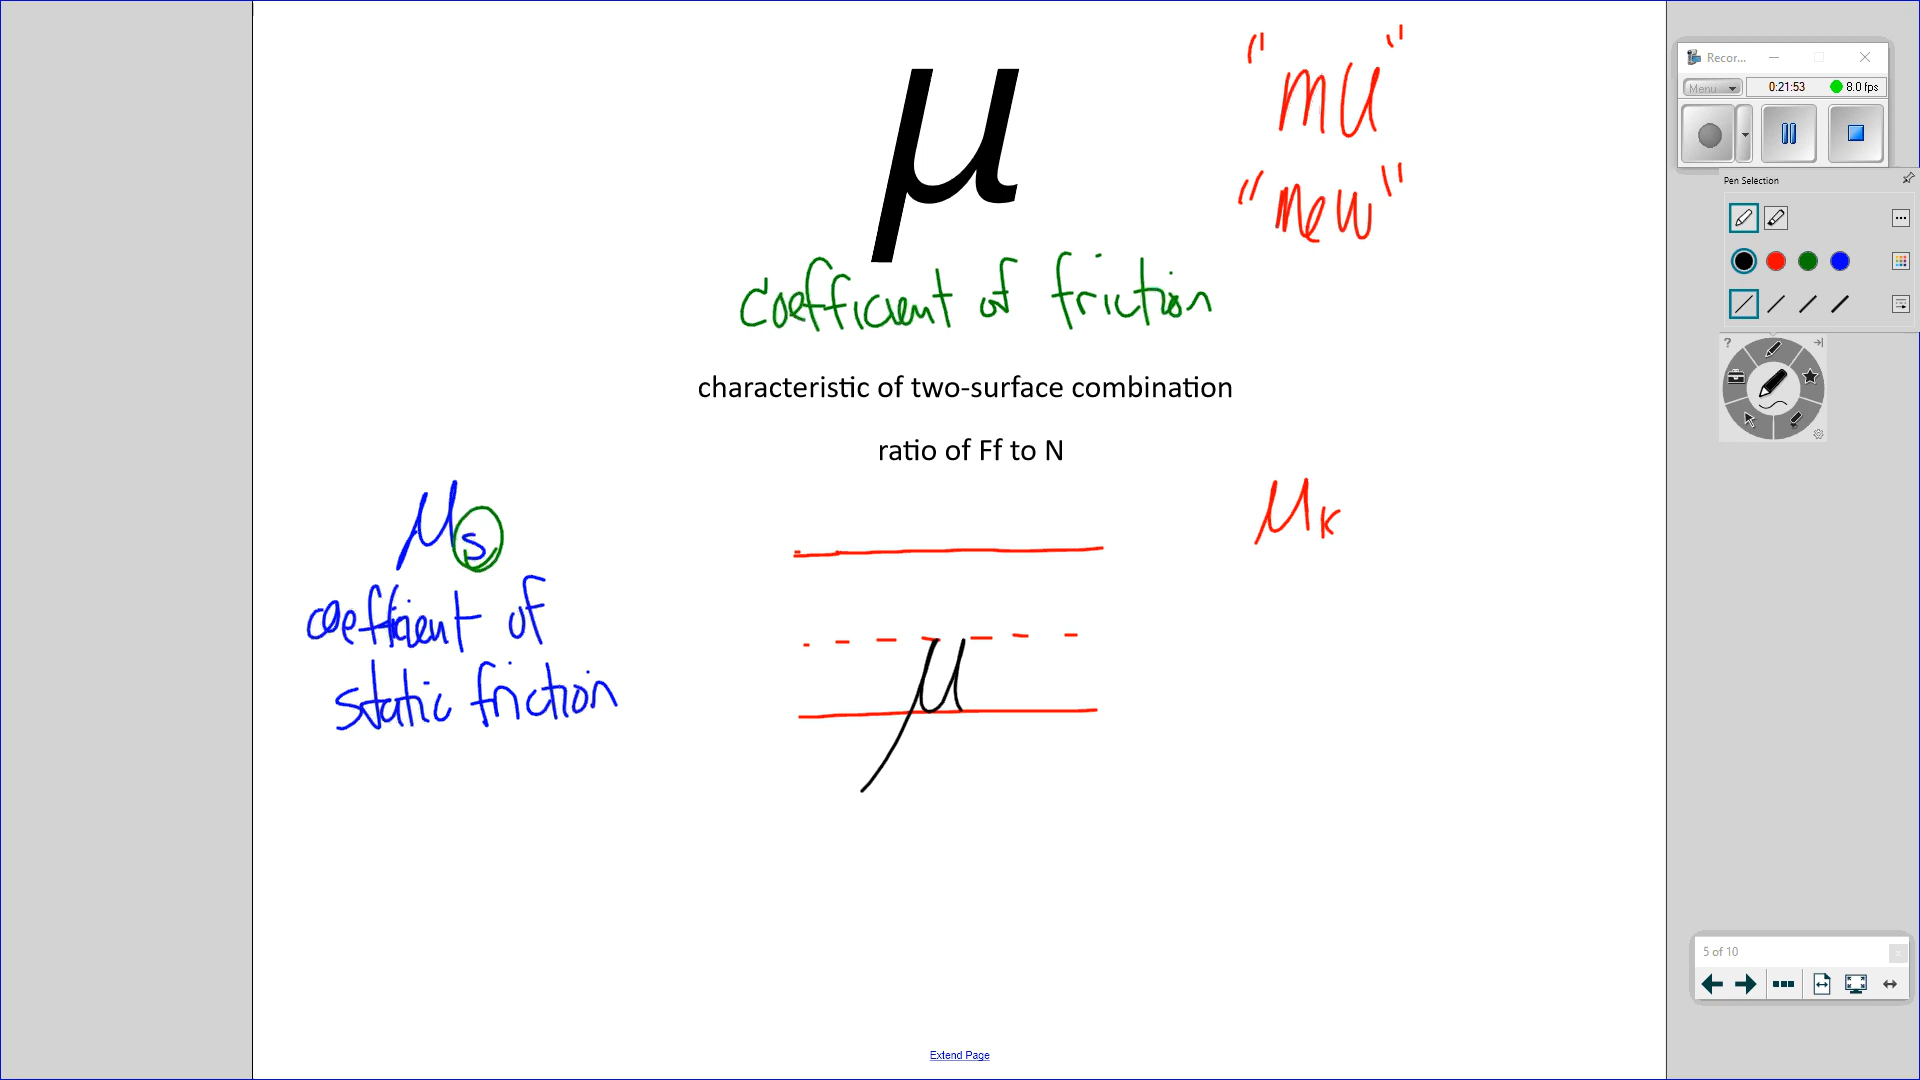 μ
"mu"
"mew"
coefficient of friction
characteristic of two-surface combination
ratio of Ff to N
μs
coefficient of
static friction
μk
μ
Recor...
Menu
0:21:53
8.0 fps
Pen Selection
?
5 of 10
Extend Page